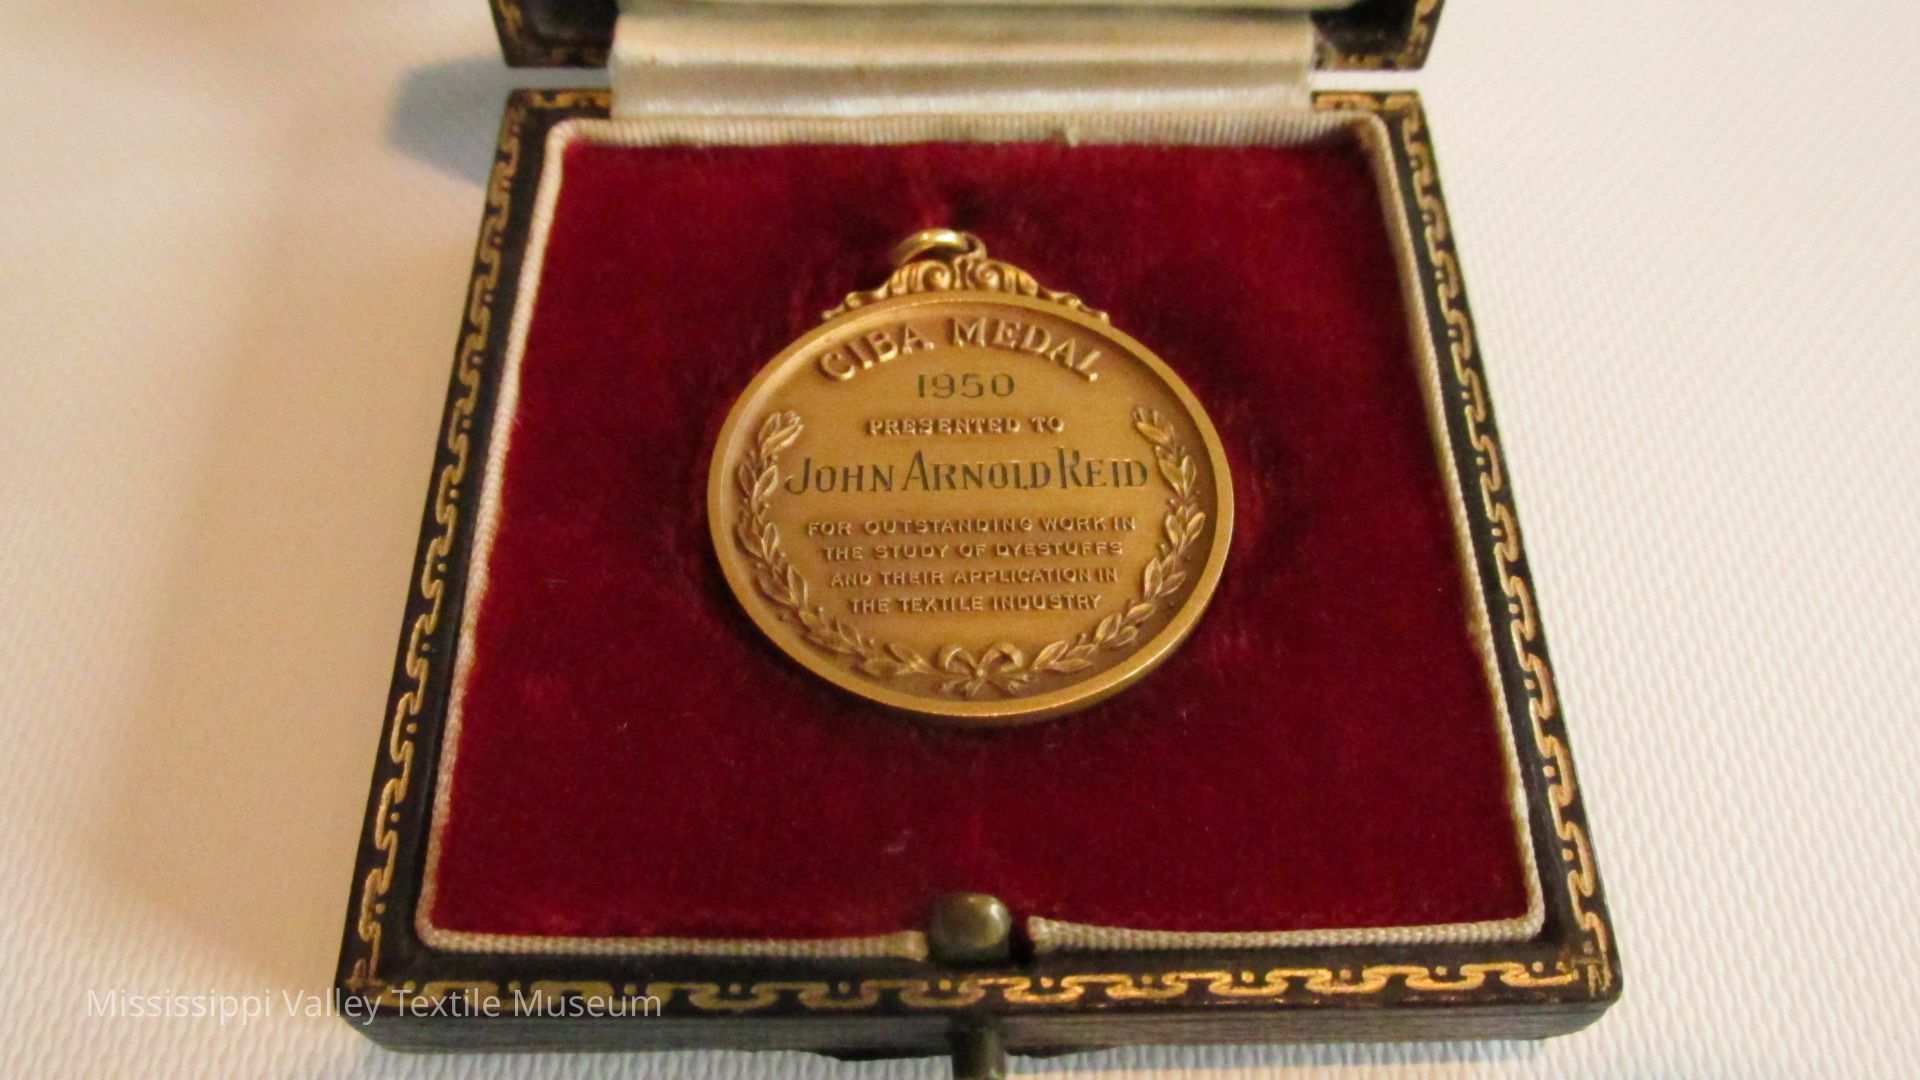 CIBA MEDAL
1950
PRESENTED TO
JOHN ARNOLD REID
FOR OUTSTANDING WORK IN
THE STUDY OF DYESTUFFS
AND THEIR APPLICATION IN
THE TEXTILE INDUSTRY
Mississippi Valley Textile Museum